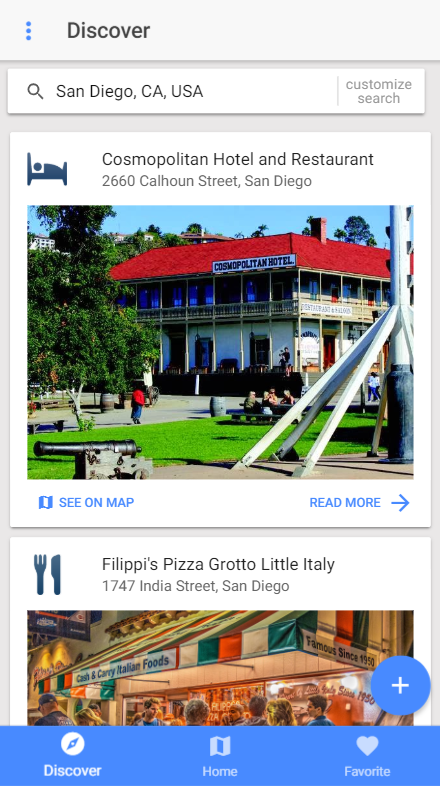 Discover
San Diego, CA, USA
customize
search
Cosmopolitan Hotel and Restaurant
2660 Calhoun Street, San Diego
COSMOPOLITAN HOTEL.
RESTAURANT & SALOON
SEE ON MAP
READ MORE
Filippi's Pizza Grotto Little Italy
1747 India Street, San Diego
Famous Since 1950
Cash & Carry Italian Foods
Discover
Home
Favorite